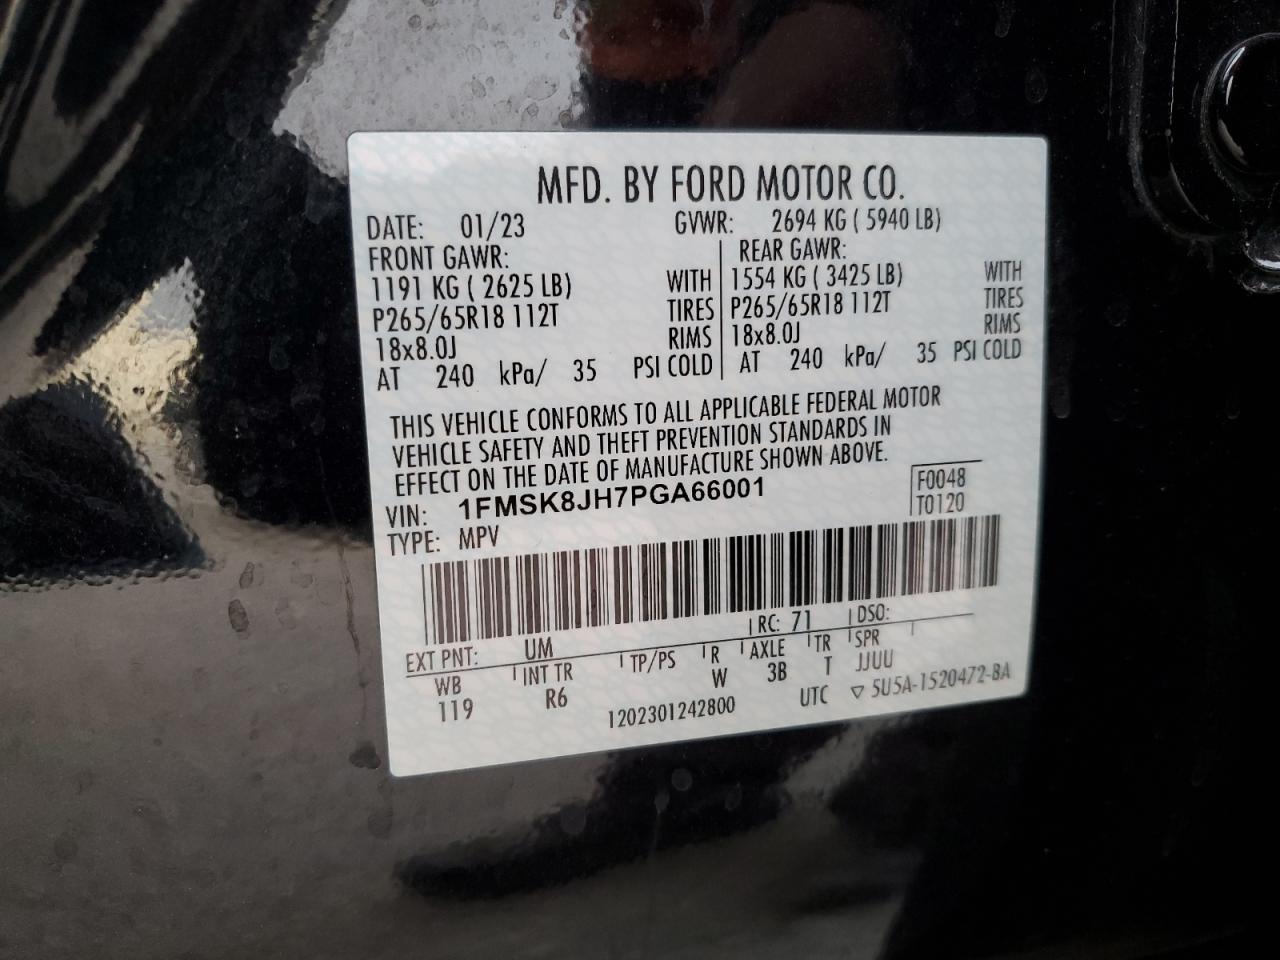 MFD. BY FORD MOTOR CO.
DATE: 01/23 GVWR: 2694 KG ( 5940 LB)
FRONT GAWR: REAR GAWR:
1191 KG ( 2625 LB) WITH 1554 KG ( 3425 LB) WITH
P265/65R18 112T TIRES P265/65R18 112T TIRES
18x8.0J RIMS 18x8.0J RIMS
AT 240 kPa/ 35 PSI COLD AT 240 kPa/ 35 PSI COLD
THIS VEHICLE CONFORMS TO ALL APPLICABLE FEDERAL MOTOR
VEHICLE SAFETY AND THEFT PREVENTION STANDARDS IN
EFFECT ON THE DATE OF MANUFACTURE SHOWN ABOVE.
VIN: 1FMSK8JH7PGA66001 F0048
TYPE: MPV T0120
EXT PNT: UM RC: 71 DSO:
WB INT TR TP/PS R AXLE TR SPR
119 R6 W 3B T JJUU
1202301242800 UTC ▽ 5U5A-1520472-BA